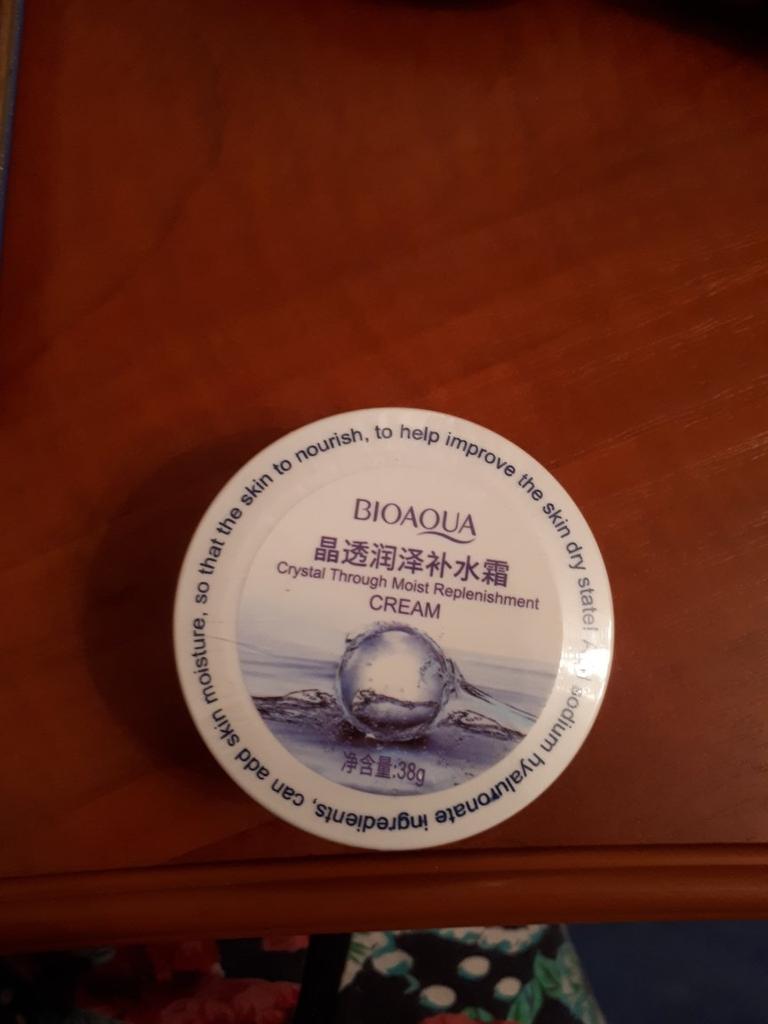 BIOAQUA
晶透润泽补水霜
Crystal Through Moist Replenishment
CREAM
净含量:38g
sodium hyaluronate ingredients, can add skin moisture, so that the skin to nourish, to help improve the skin dry state!